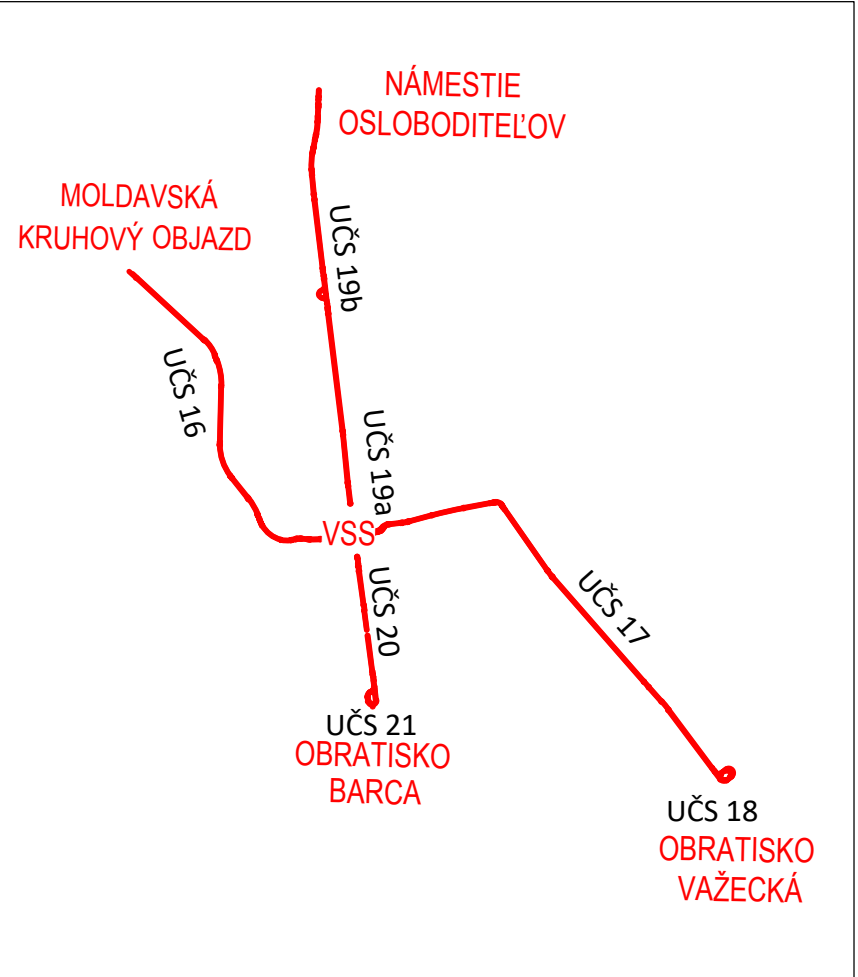 NÁMESTIE
OSLOBODITEĽOV
MOLDAVSKÁ
KRUHOVÝ OBJAZD
UČS 19b
UČS 16
UČS 19a
VSS
UČS 20
UČS 17
UČS 21
OBRATISKO
BARCA
UČS 18
OBRATISKO
VAŽECKÁ